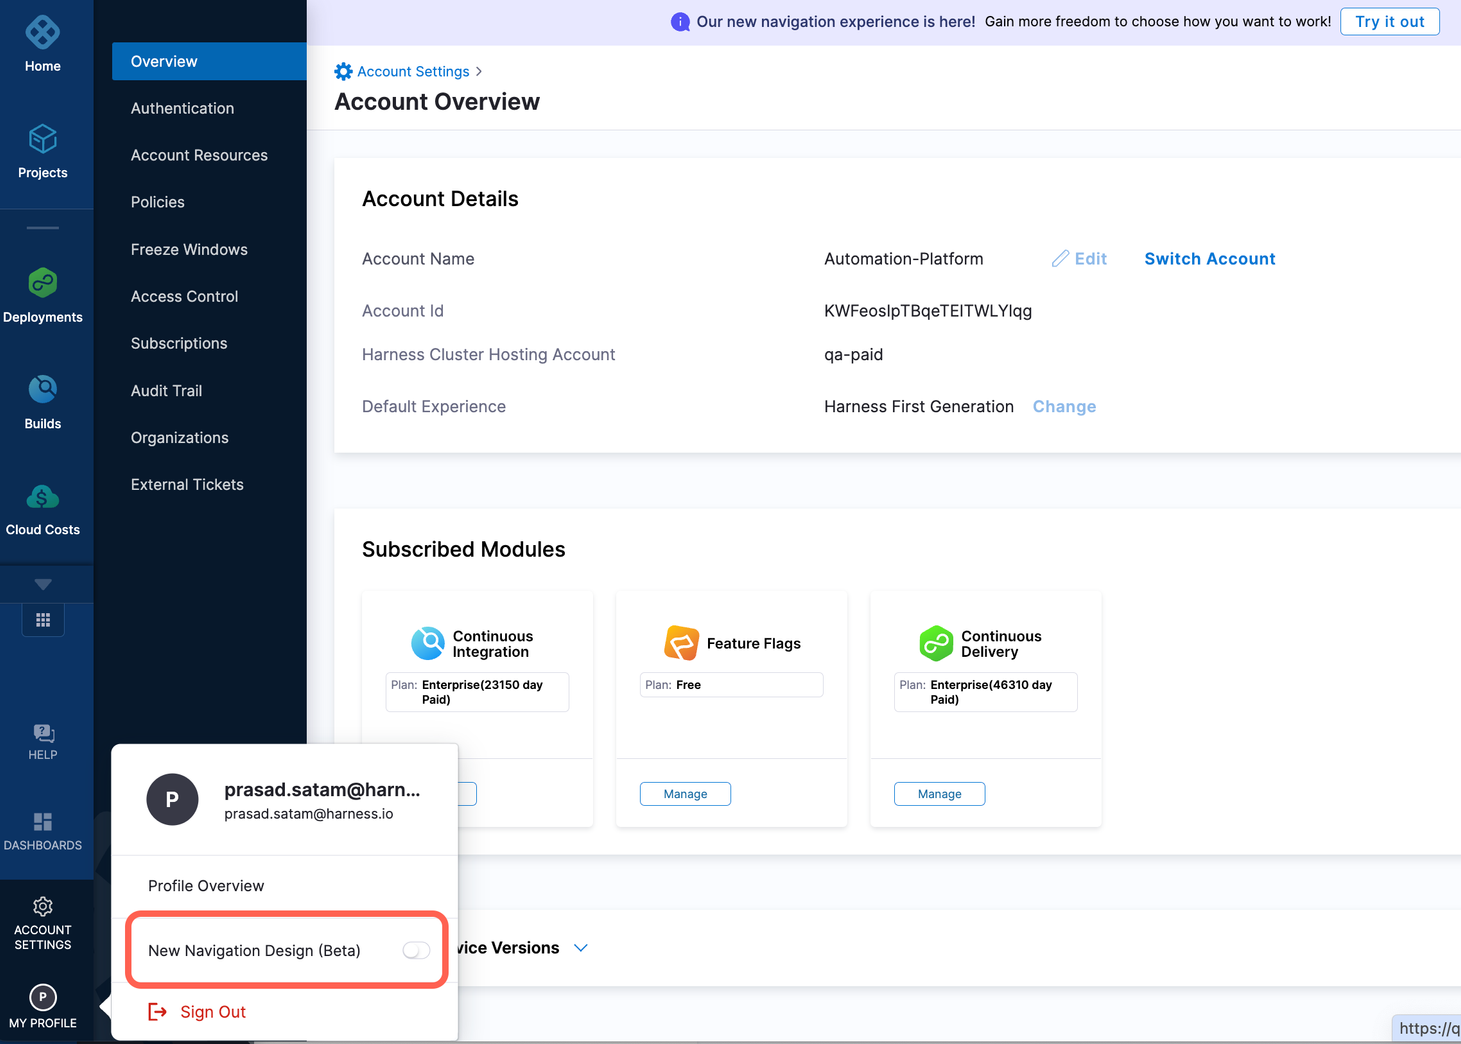 Our new navigation experience is here! Gain more freedom to choose how you want to work! Try it out
Home
Projects
Deployments
Builds
Cloud Costs
HELP
DASHBOARDS
ACCOUNT
SETTINGS
P
MY PROFILE
Overview
Authentication
Account Resources
Policies
Freeze Windows
Access Control
Subscriptions
Audit Trail
Organizations
External Tickets
Account Settings >
Account Overview
Account Details
Account Name Automation-Platform Edit Switch Account
Account Id KWFeosIpTBqeTEITWLYlqg
Harness Cluster Hosting Account qa-paid
Default Experience Harness First Generation Change
Subscribed Modules
Continuous
Integration
Plan: Enterprise(23150 day
Paid)
Feature Flags
Plan: Free
Manage
Continuous
Delivery
Plan: Enterprise(46310 day
Paid)
Manage
P
prasad.satam@harn...
prasad.satam@harness.io
Profile Overview
New Navigation Design (Beta)
Sign Out
vice Versions
https://q